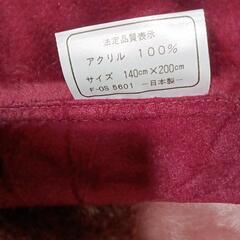 法定品質表示
アクリル 100%
サイズ 140cm×200cm
F-OS 5601 —日本製—